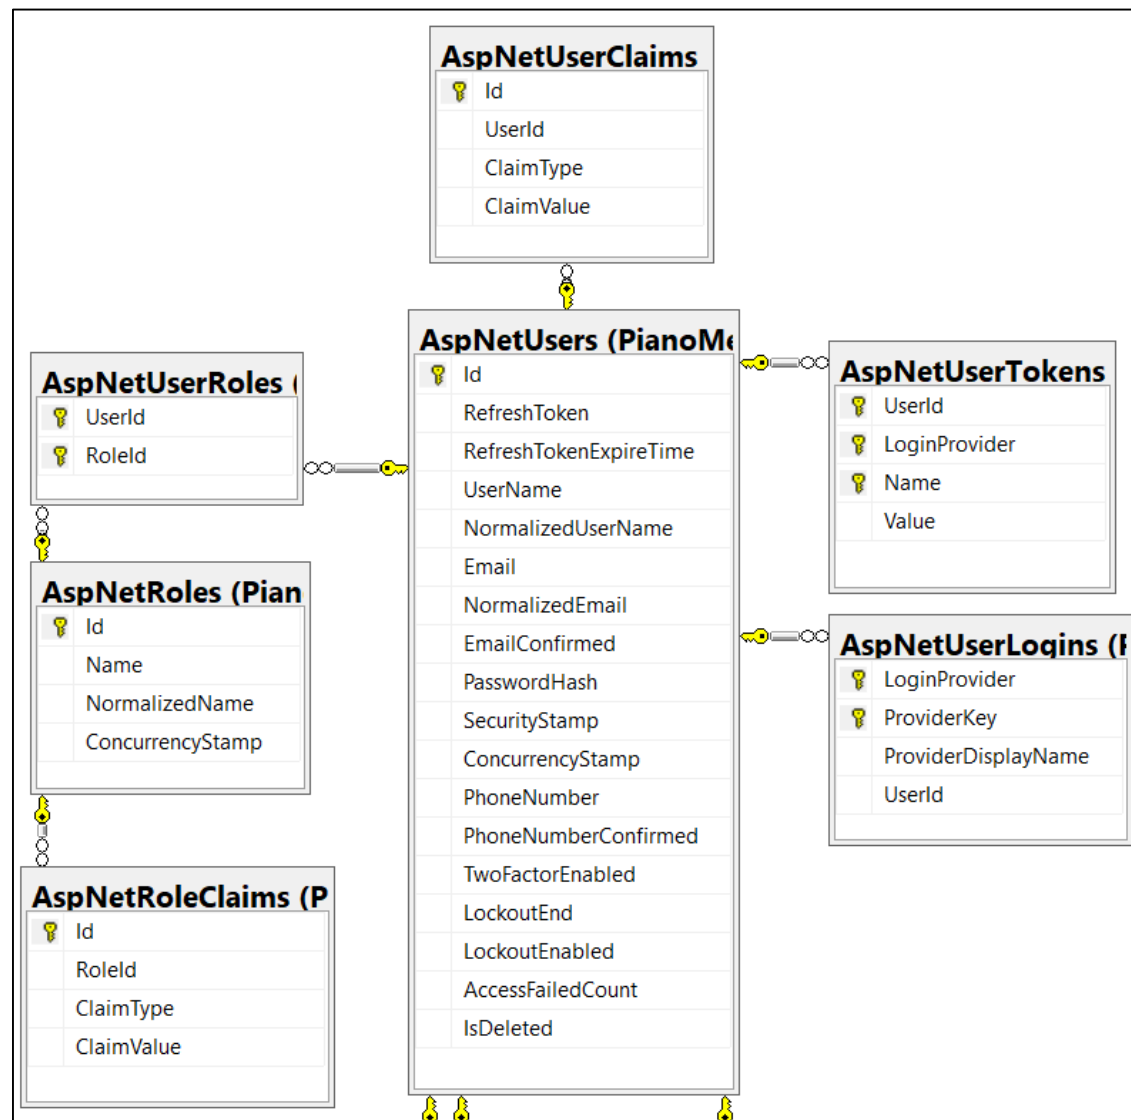 AspNetUserClaims
Id
UserId
ClaimType
ClaimValue
AspNetUsers (PianoMe
Id
RefreshToken
RefreshTokenExpireTime
UserName
NormalizedUserName
Email
NormalizedEmail
EmailConfirmed
PasswordHash
SecurityStamp
ConcurrencyStamp
PhoneNumber
PhoneNumberConfirmed
TwoFactorEnabled
LockoutEnd
LockoutEnabled
AccessFailedCount
IsDeleted
AspNetUserRoles (
UserId
RoleId
AspNetRoles (Pian
Id
Name
NormalizedName
ConcurrencyStamp
AspNetRoleClaims (P
Id
RoleId
ClaimType
ClaimValue
AspNetUserTokens
UserId
LoginProvider
Name
Value
AspNetUserLogins (P
LoginProvider
ProviderKey
ProviderDisplayName
UserId